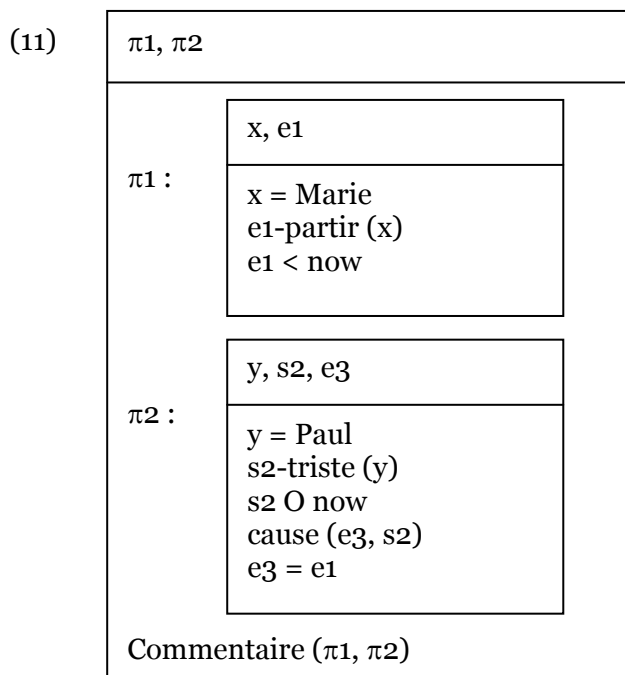 (11)
π1, π2
x, e1
π1 :
x = Marie
e1-partir (x)
e1 < now
y, s2, e3
π2 :
y = Paul
s2-triste (y)
s2 O now
cause (e3, s2)
e3 = e1
Commentaire (π1, π2)